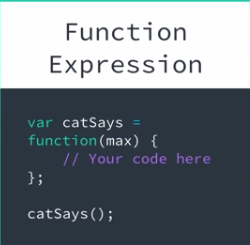 Function
Expression
var catSays =
function(max) {
    // Your code here
};
catSays();